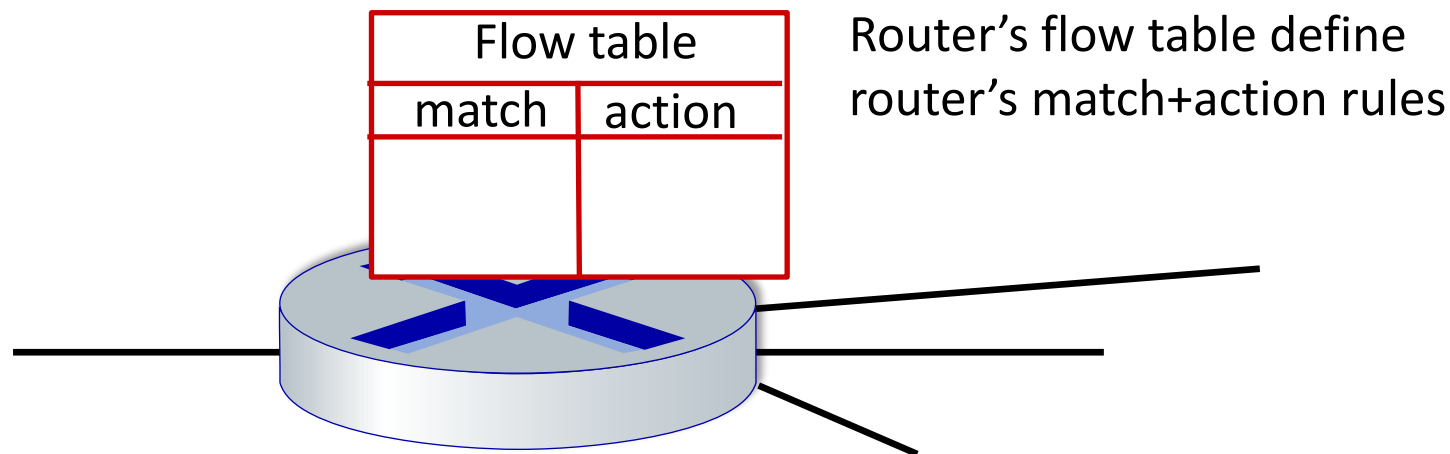 Flow table
match action
Router’s flow table define
router’s match+action rules